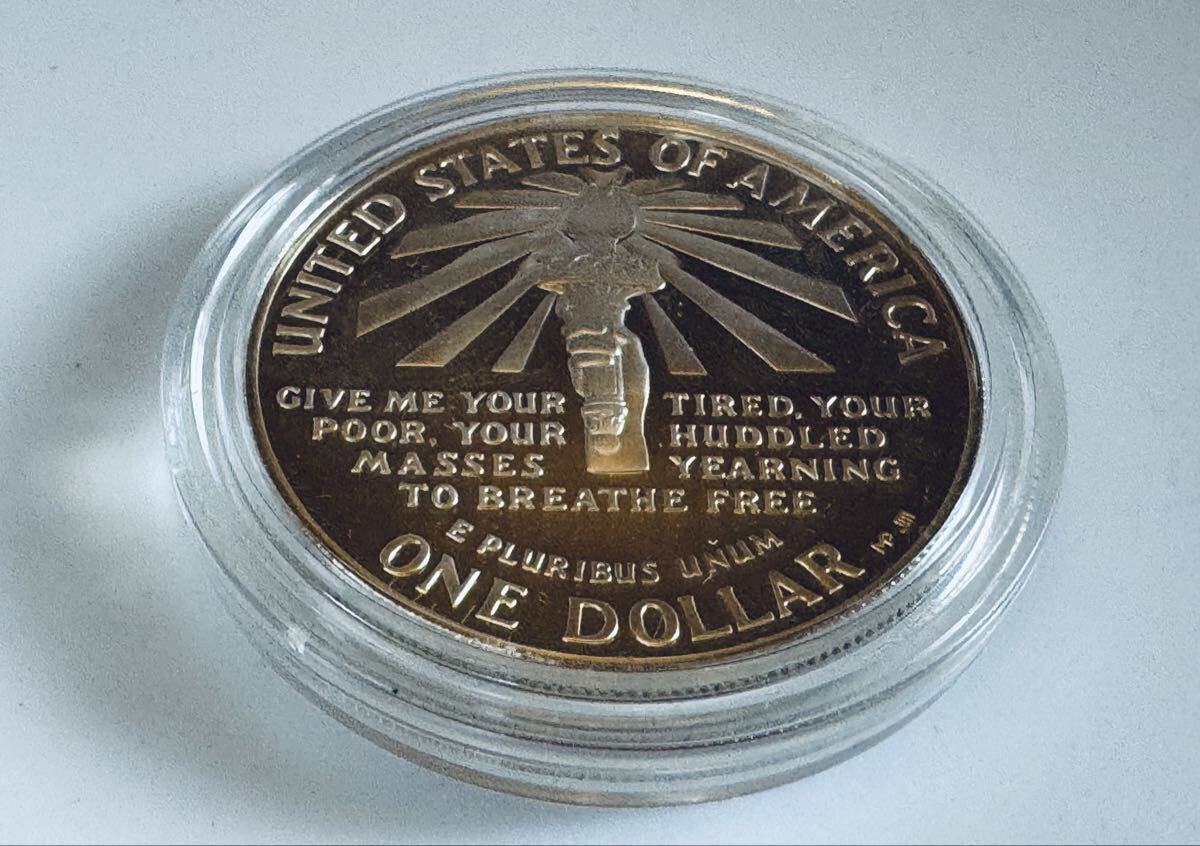 UNITED STATES OF AMERICA
GIVE ME YOUR TIRED, YOUR
POOR, YOUR HUDDLED
MASSES YEARNING
TO BREATHE FREE
E PLURIBUS UNUM
ONE DOLLAR